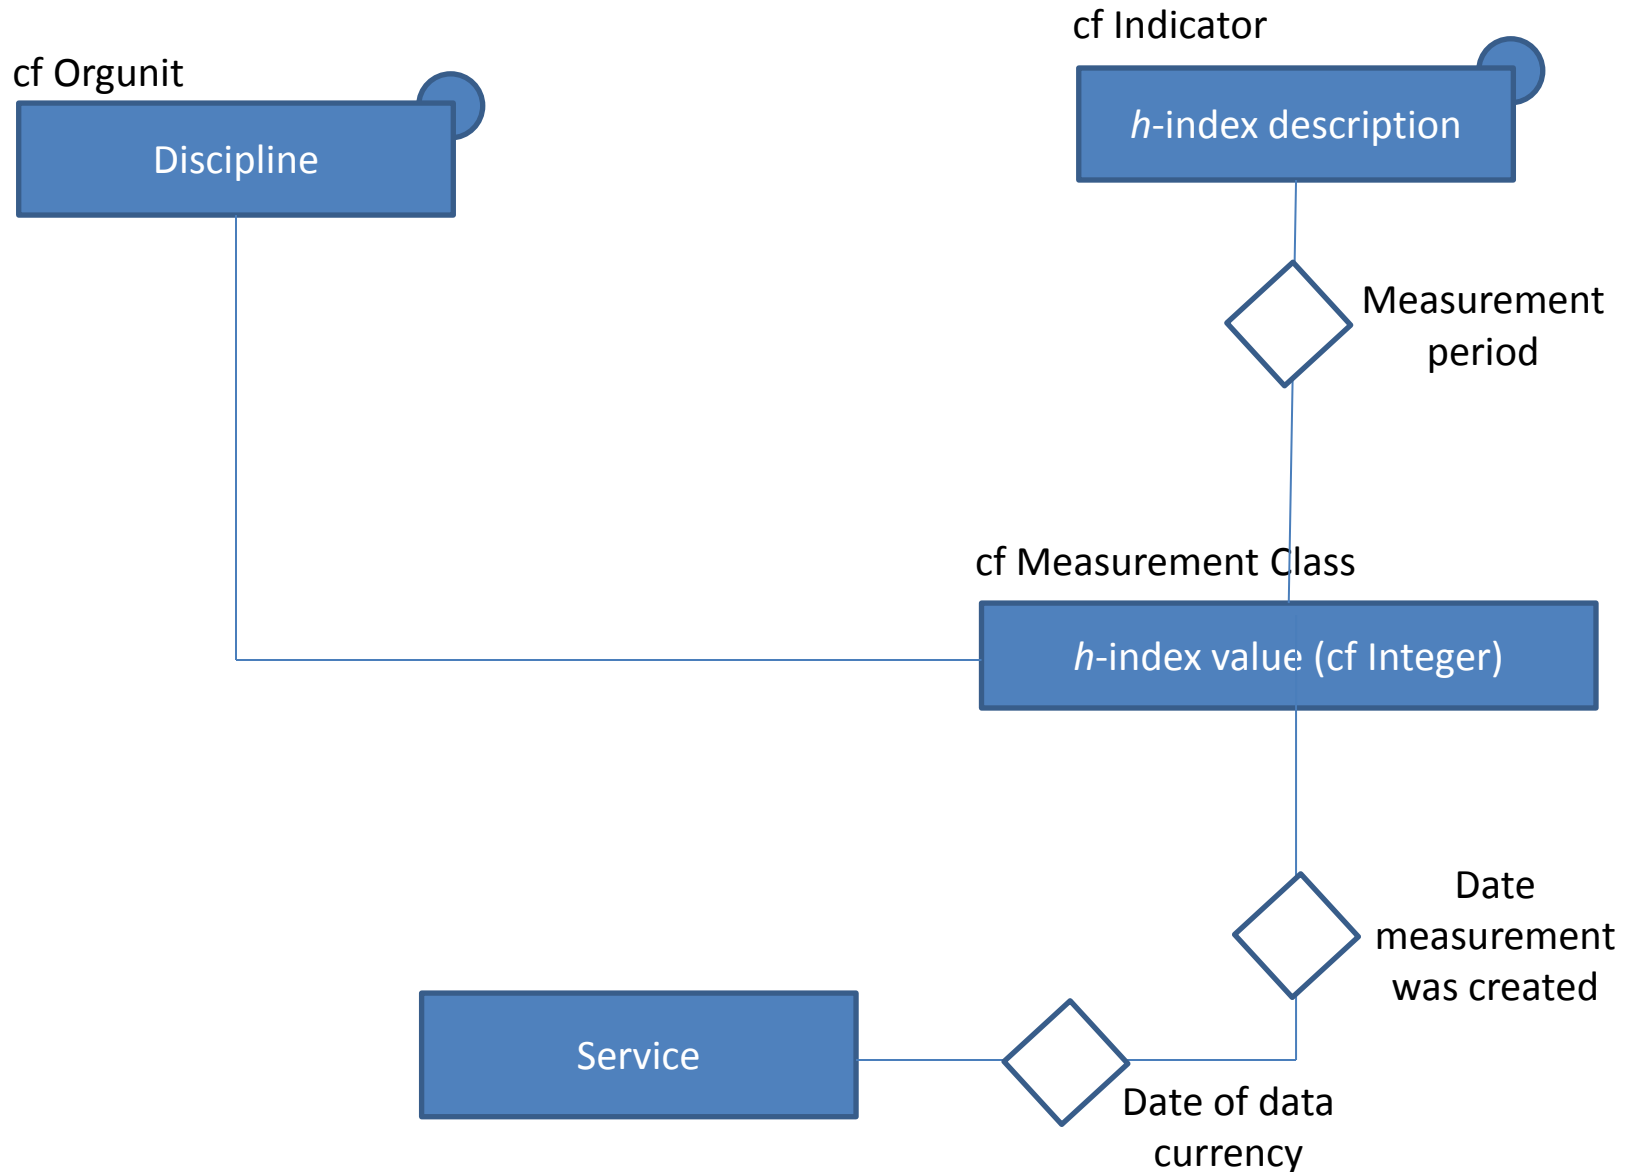 cf Indicator
cf Orgunit
h-index description
Discipline
Measurement
period
cf Measurement Class
h-index value (cf Integer)
Date
measurement
was created
Service
Date of data
currency